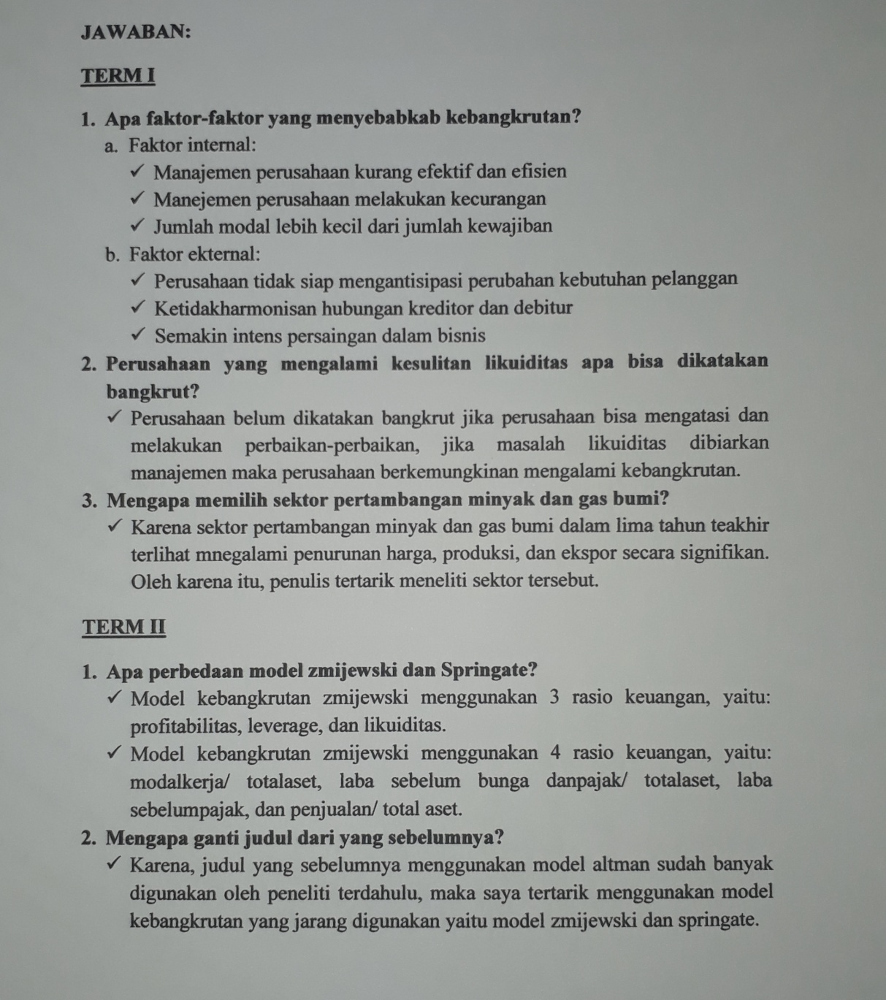 JAWABAN:
TERM I
1. Apa faktor-faktor yang menyebabkab kebangkrutan?
a. Faktor internal:
✓ Manajemen perusahaan kurang efektif dan efisien
✓ Manejemen perusahaan melakukan kecurangan
✓ Jumlah modal lebih kecil dari jumlah kewajiban
b. Faktor ekternal:
✓ Perusahaan tidak siap mengantisipasi perubahan kebutuhan pelanggan
✓ Ketidakharmonisan hubungan kreditor dan debitur
✓ Semakin intens persaingan dalam bisnis
2. Perusahaan yang mengalami kesulitan likuiditas apa bisa dikatakan
bangkrut?
✓ Perusahaan belum dikatakan bangkrut jika perusahaan bisa mengatasi dan
melakukan perbaikan-perbaikan, jika masalah likuiditas dibiarkan
manajemen maka perusahaan berkemungkinan mengalami kebangkrutan.
3. Mengapa memilih sektor pertambangan minyak dan gas bumi?
✓ Karena sektor pertambangan minyak dan gas bumi dalam lima tahun teakhir
terlihat mnegalami penurunan harga, produksi, dan ekspor secara signifikan.
Oleh karena itu, penulis tertarik meneliti sektor tersebut.
TERM II
1. Apa perbedaan model zmijewski dan Springate?
✓ Model kebangkrutan zmijewski menggunakan 3 rasio keuangan, yaitu:
profitabilitas, leverage, dan likuiditas.
✓ Model kebangkrutan zmijewski menggunakan 4 rasio keuangan, yaitu:
modalkerja/ totalaset, laba sebelum bunga danpajak/ totalaset, laba
sebelumpajak, dan penjualan/ total aset.
2. Mengapa ganti judul dari yang sebelumnya?
✓ Karena, judul yang sebelumnya menggunakan model altman sudah banyak
digunakan oleh peneliti terdahulu, maka saya tertarik menggunakan model
kebangkrutan yang jarang digunakan yaitu model zmijewski dan springate.